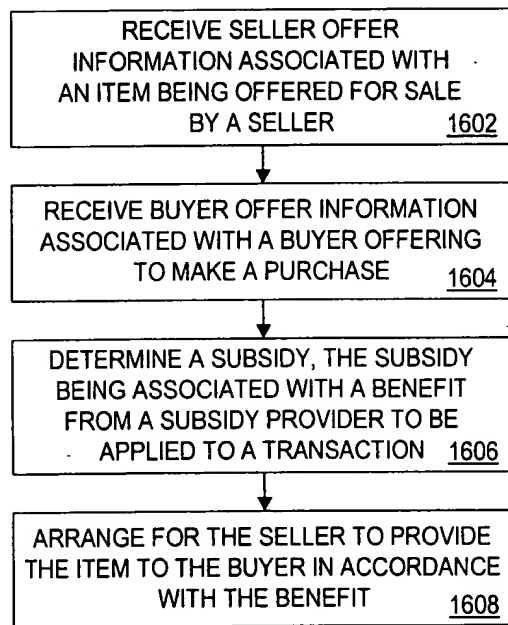 RECEIVE SELLER OFFER
INFORMATION ASSOCIATED WITH
AN ITEM BEING OFFERED FOR SALE
BY A SELLER 1602
RECEIVE BUYER OFFER INFORMATION
ASSOCIATED WITH A BUYER OFFERING
TO MAKE A PURCHASE 1604
DETERMINE A SUBSIDY, THE SUBSIDY
BEING ASSOCIATED WITH A BENEFIT
FROM A SUBSIDY PROVIDER TO BE
APPLIED TO A TRANSACTION 1606
ARRANGE FOR THE SELLER TO PROVIDE
THE ITEM TO THE BUYER IN ACCORDANCE
WITH THE BENEFIT 1608